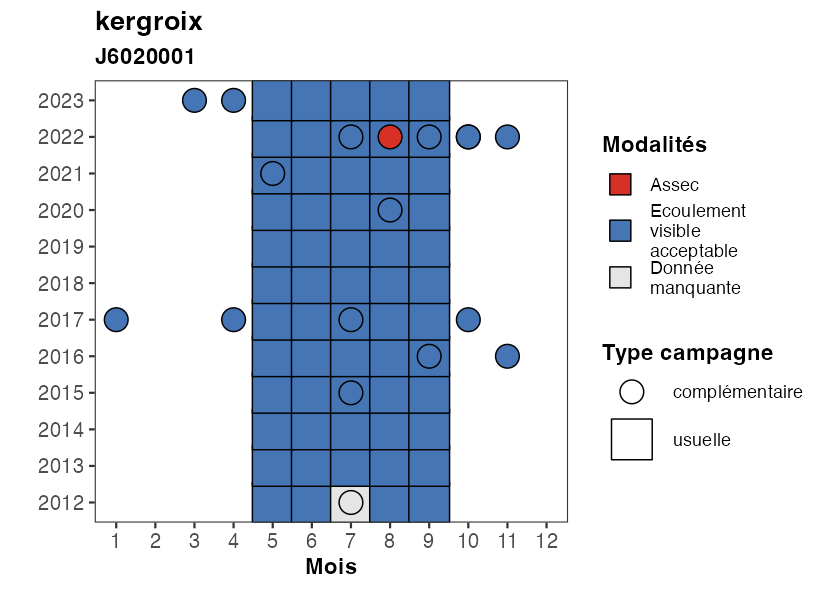 kergroix
J6020001
2023
2022
2021
2020
2019
2018
2017
2016
2015
2014
2013
2012
1 2 3 4 5 6 7 8 9 10 11 12
Mois
Modalités
Assec
Ecoulement
visible
acceptable
Donnée
manquante
Type campagne
complémentaire
usuelle